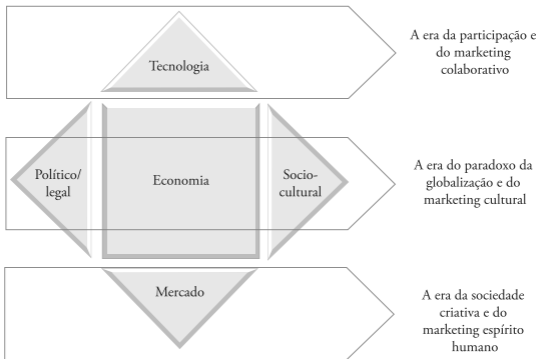 Tecnologia
A era da participação e
do marketing
colaborativo
Político/
legal
Economia
Socio-
cultural
A era do paradoxo da
globalização e do
marketing cultural
Mercado
A era da sociedade
criativa e do
marketing espírito
humano